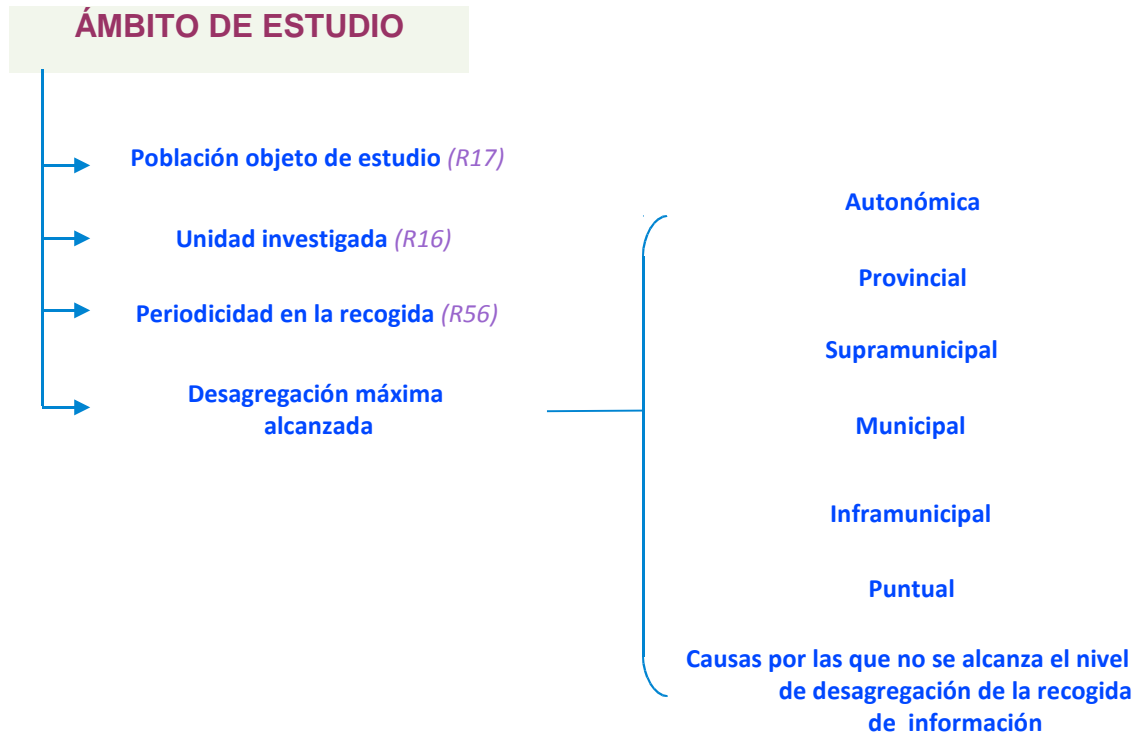 ÁMBITO DE ESTUDIO
Población objeto de estudio (R17)
Unidad investigada (R16)
Periodicidad en la recogida (R56)
Desagregación máxima
alcanzada
Autonómica
Provincial
Supramunicipal
Municipal
Inframunicipal
Puntual
Causas por las que no se alcanza el nivel
de desagregación de la recogida
de información